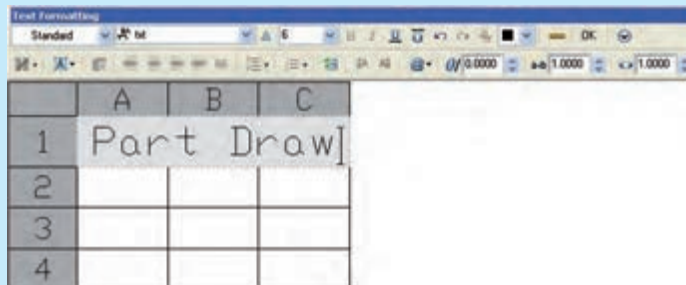 Text Formatting
Standard txt 6 OK
0.0000 1.0000 1.0000
A B C
1 Part Draw
2
3
4